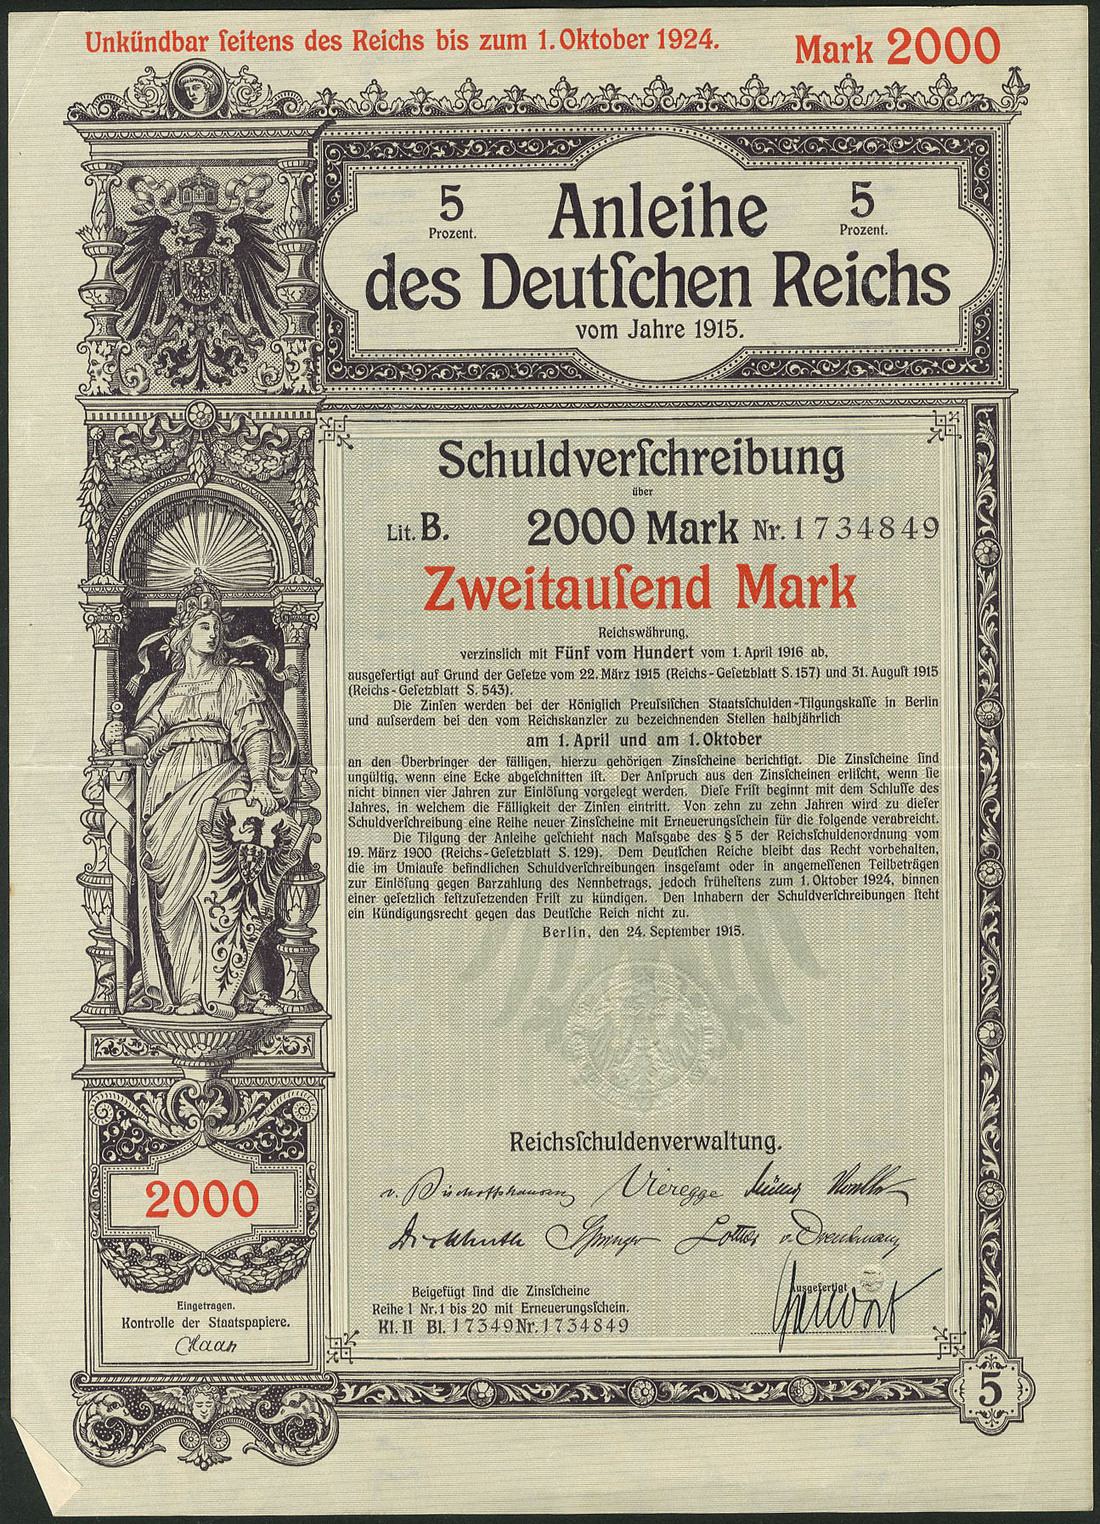 Unkündbar ſeitens des Reichs bis zum 1. Oktober 1924.
Mark 2000
5 Prozent.
Anleihe
5 Prozent.
des Deutſchen Reichs
vom Jahre 1915.
Schuldverſchreibung
über
Lit. B. 2000 Mark Nr. 1734849
Zweitauſend Mark
Reichswährung,
verzinslich mit Fünf vom Hundert vom 1. April 1916 ab,
ausgefertigt auf Grund der Geſetze vom 22. März 1915 (Reichs-Geſetzblatt S. 157) und 31. Auguſt 1915
(Reichs-Geſetzblatt S. 543).
Die Zinſen werden bei der Königlich Preuſsiſchen Staatsſchulden-Tilgungskaſſe in Berlin
und auſserdem bei den vom Reichskanzler zu bezeichnenden Stellen halbjährlich
am 1. April und am 1. Oktober
an den Überbringer der fälligen, hierzu gehörigen Zinsſcheine berichtigt. Die Zinsſcheine ſind
ungültig, wenn eine Ecke abgeſchnitten iſt. Der Anſpruch aus den Zinsſcheinen erliſcht, wenn ſie
nicht binnen vier Jahren zur Einlöſung vorgelegt werden. Dieſe Friſt beginnt mit dem Schluſſe des
Jahres, in welchem die Fälligkeit der Zinſen eintritt. Von zehn zu zehn Jahren wird zu dieſer
Schuldverſchreibung eine Reihe neuer Zinsſcheine mit Erneuerungsſchein für die folgende verabreicht.
Die Tilgung der Anleihe geſchieht nach Maſsgabe des § 5 der Reichsſchuldenordnung vom
19. März 1900 (Reichs-Geſetzblatt S. 129). Dem Deutſchen Reiche bleibt das Recht vorbehalten,
die im Umlaufe befindlichen Schuldverſchreibungen insgeſamt oder in angemeſſenen Teilbeträgen
zur Einlöſung gegen Barzahlung des Nennbetrags, jedoch früheſtens zum 1. Oktober 1924, binnen
einer geſetzlich feſtzuſetzenden Friſt zu kündigen. Den Inhabern der Schuldverſchreibungen ſteht
ein Kündigungsrecht gegen das Deutſche Reich nicht zu.
Berlin, den 24. September 1915.
Reichsſchuldenverwaltung.
v. Bischoffshausen Vieregge Müller
Springer Lottner
2000
Eingetragen.
Kontrolle der Staatspapiere.
Haan
Beigefügt ſind die Zinsſcheine
Reihe I Nr. 1 bis 20 mit Erneuerungsſchein.
Kl. II Bl. 17349 Nr. 1734849
Ausgefertigt
5